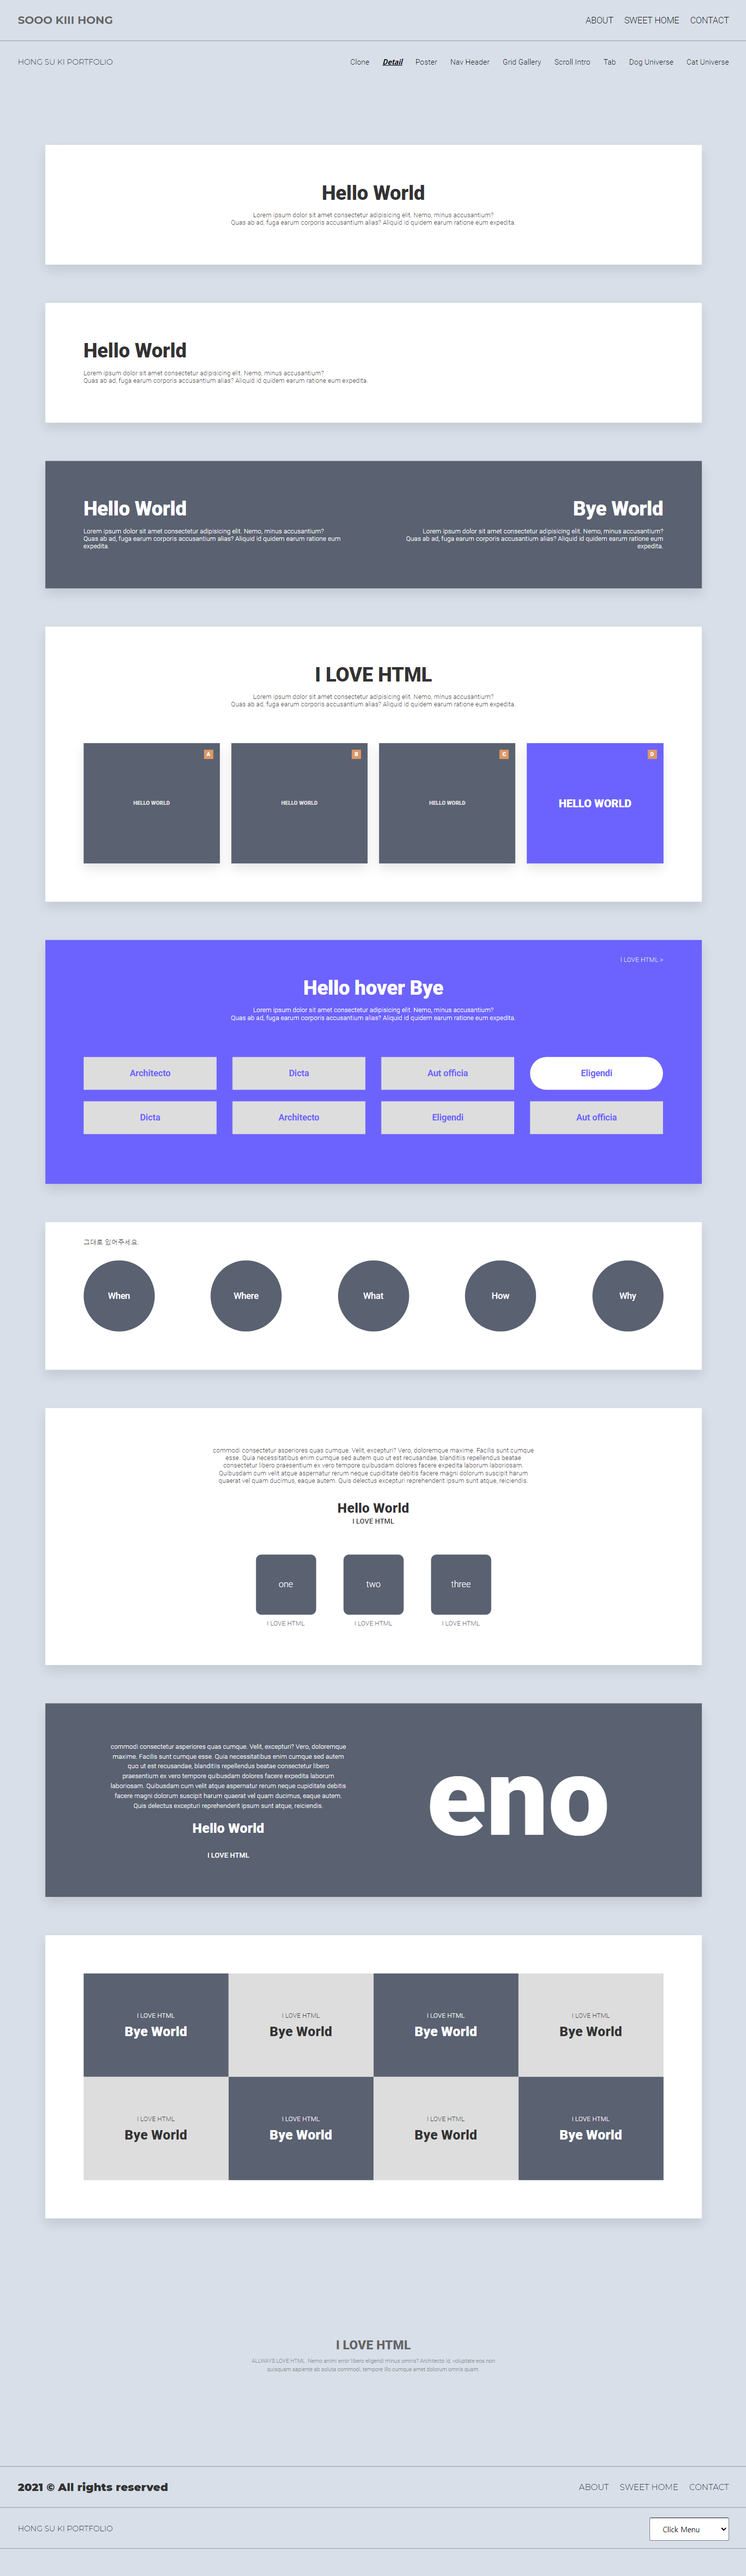 SOOO KIII HONG
ABOUT SWEET HOME CONTACT
HONG SU KI PORTFOLIO
Clone Detail Poster Nav Header Grid Gallery Scroll Intro Tab Dog Universe Cat Universe
Hello World
Lorem ipsum dolor sit amet consectetur adipisicing elit. Nemo, minus accusantium?
Quas ab ad, fuga earum corporis accusantium alias? Aliquid id quidem earum ratione eum expedita.
Hello World
Lorem ipsum dolor sit amet consectetur adipisicing elit. Nemo, minus accusantium?
Quas ab ad, fuga earum corporis accusantium alias? Aliquid id quidem earum ratione eum expedita.
Hello World
Lorem ipsum dolor sit amet consectetur adipisicing elit. Nemo, minus accusantium?
Quas ab ad, fuga earum corporis accusantium alias? Aliquid id quidem earum ratione eum
expedita.
Bye World
Lorem ipsum dolor sit amet consectetur adipisicing elit. Nemo, minus accusantium?
Quas ab ad, fuga earum corporis accusantium alias? Aliquid id quidem earum ratione eum
expedita.
I LOVE HTML
Lorem ipsum dolor sit amet consectetur adipisicing elit. Nemo, minus accusantium?
Quas ab ad, fuga earum corporis accusantium alias? Aliquid id quidem earum ratione eum expedita.
A
HELLO WORLD
B
HELLO WORLD
C
HELLO WORLD
D
HELLO WORLD
I LOVE HTML >
Hello hover Bye
Lorem ipsum dolor sit amet consectetur adipisicing elit. Nemo, minus accusantium?
Quas ab ad, fuga earum corporis accusantium alias? Aliquid id quidem earum ratione eum expedita.
Architecto Dicta Aut officia Eligendi
Dicta Architecto Eligendi Aut officia
그대로 있어주세요.
When Where What How Why
commodi consectetur asperiores quas cumque. Velit, excepturi? Vero, doloremque maxime. Facilis sunt cumque
esse. Quia necessitatibus enim cumque sed autem quo ut est recusandae, blanditiis repellendus beatae
consectetur libero praesentium ex vero tempore quibusdam dolores facere expedita laborum laboriosam.
Quibusdam cum velit atque aspernatur rerum neque cupiditate debitis facere magni dolorum suscipit harum
quaerat vel quam ducimus, eaque autem. Quis delectus excepturi reprehenderit ipsum sunt atque, reiciendis.
Hello World
I LOVE HTML
one two three
I LOVE HTML I LOVE HTML I LOVE HTML
commodi consectetur asperiores quas cumque. Velit, excepturi? Vero, doloremque
maxime. Facilis sunt cumque esse. Quia necessitatibus enim cumque sed autem
quo ut est recusandae, blanditiis repellendus beatae consectetur libero
praesentium ex vero tempore quibusdam dolores facere expedita laborum
laboriosam. Quibusdam cum velit atque aspernatur rerum neque cupiditate debitis
facere magni dolorum suscipit harum quaerat vel quam ducimus, eaque autem.
Quis delectus excepturi reprehenderit ipsum sunt atque, reiciendis.
Hello World
I LOVE HTML
eno
I LOVE HTML I LOVE HTML I LOVE HTML I LOVE HTML
Bye World Bye World Bye World Bye World
I LOVE HTML I LOVE HTML I LOVE HTML I LOVE HTML
Bye World Bye World Bye World Bye World
I LOVE HTML
ALLWAYS LOVE HTML. Nemo animi error libero eligendi minus omnis? Architecto id, voluptate eos non
quisquam sapiente ab soluta commodi, tempore illo cumque amet dolorum omnis quam.
2021 © All rights reserved
ABOUT SWEET HOME CONTACT
HONG SU KI PORTFOLIO
Click Menu